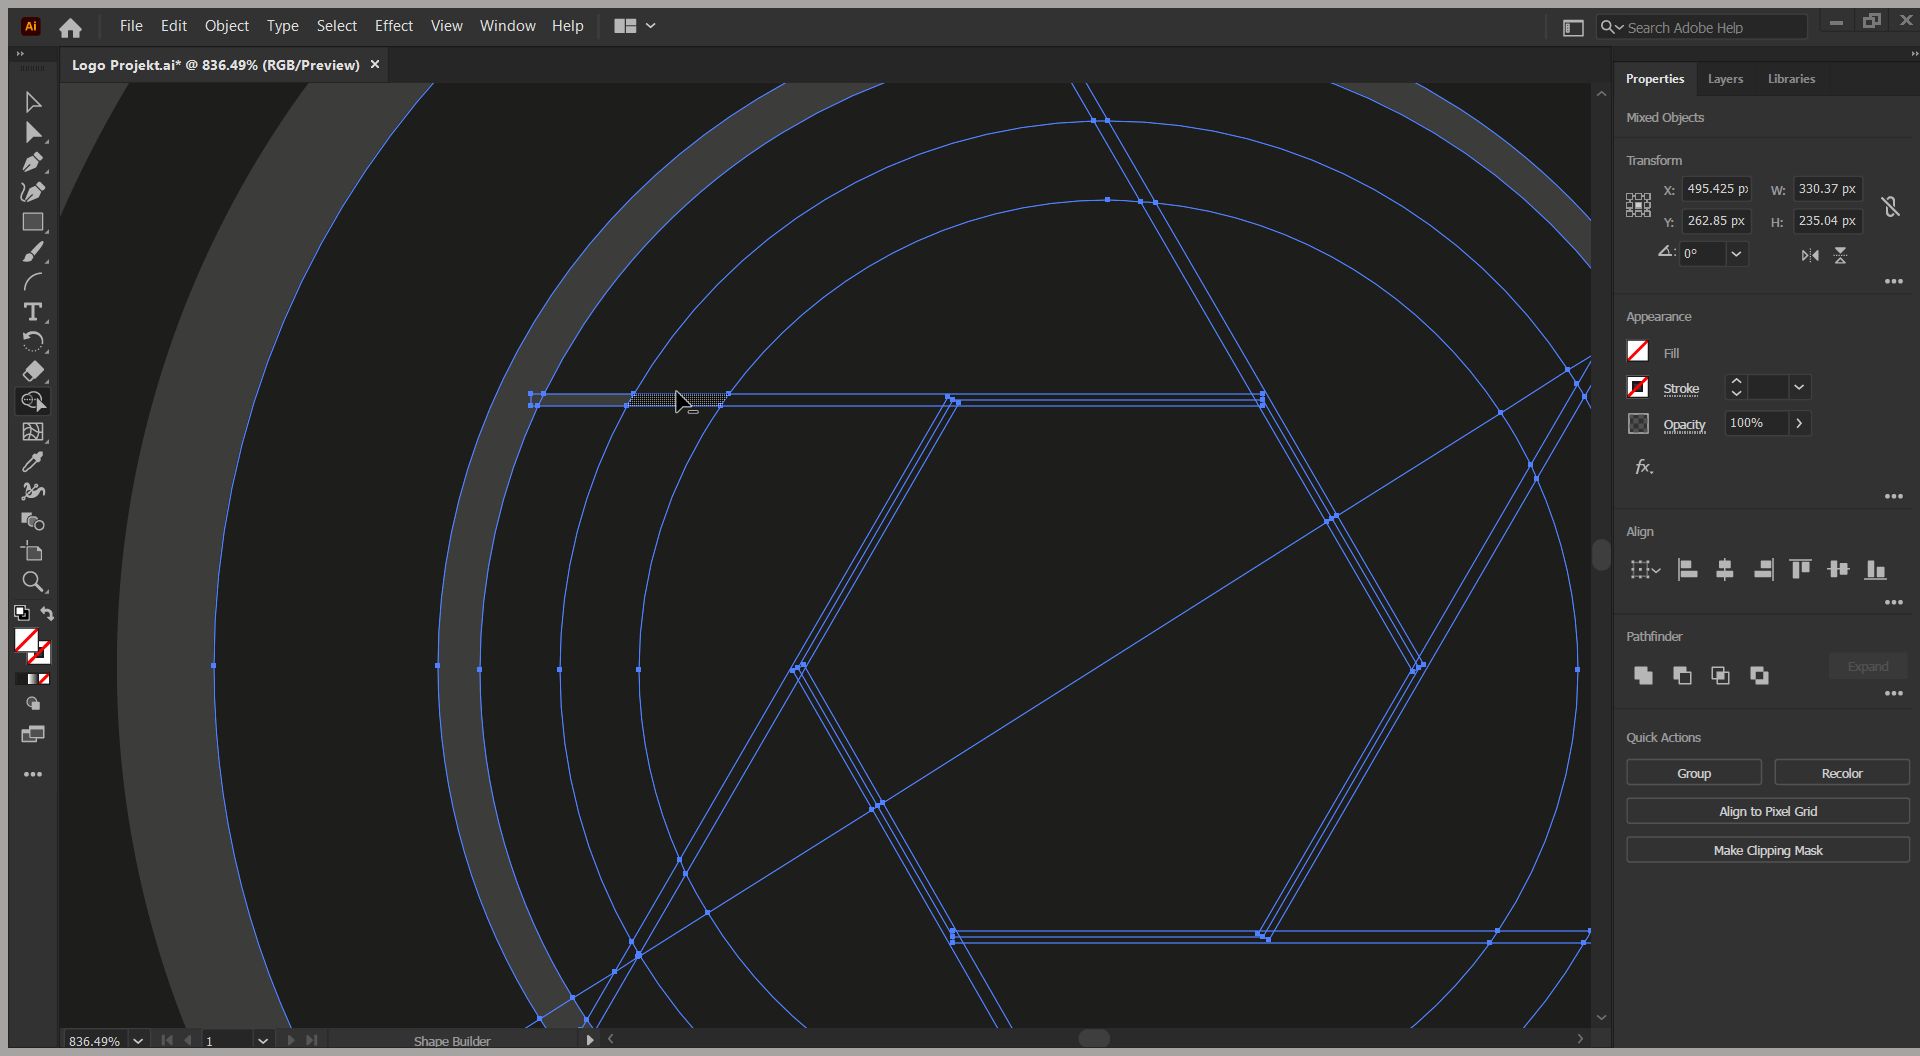 Ai File Edit Object Type Select Effect View Window Help Search Adobe Help
Logo Projekt.ai* @ 836.49% (RGB/Preview) ×
Properties Layers Libraries
Mixed Objects
Transform
X: 495.425 px W: 330.37 px
Y: 262.85 px H: 235.04 px
0°
Appearance
Fill
Stroke
Opacity 100%
fx.
Align
Pathfinder
Expand
Quick Actions
Group Recolor
Align to Pixel Grid
Make Clipping Mask
836.49% 1 Shape Builder